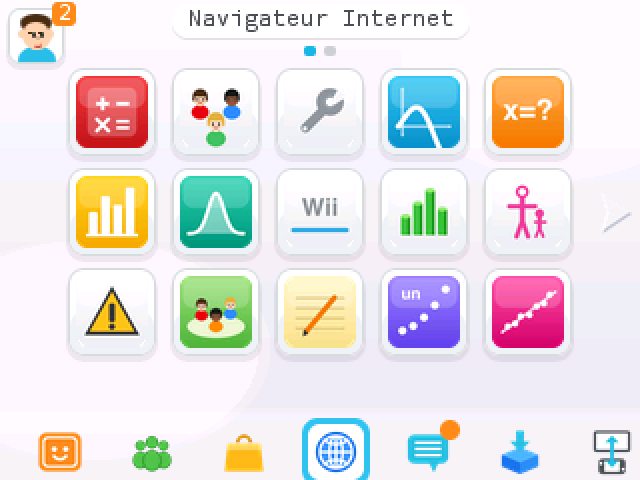 2
Navigateur Internet
+ −
× =
x=?
Wii
un